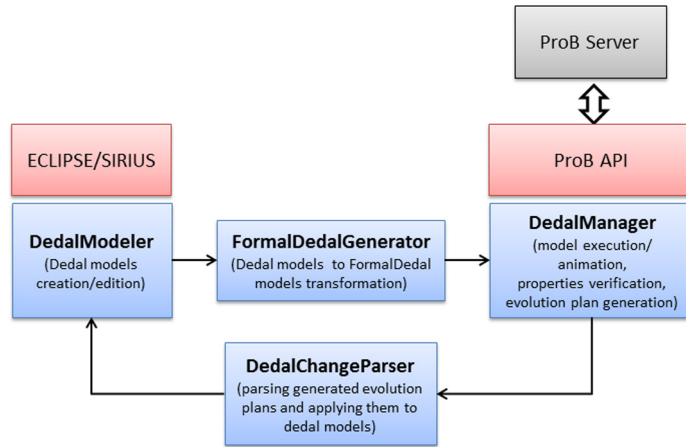 ProB Server
ECLIPSE/SIRIUS
ProB API
DedalModeler
(Dedal models
creation/edition)
FormalDedalGenerator
(Dedal models to FormalDedal
models transformation)
DedalManager
(model execution/
animation,
properties verification,
evolution plan generation)
DedalChangeParser
(parsing generated evolution
plans and applying them to
dedal models)